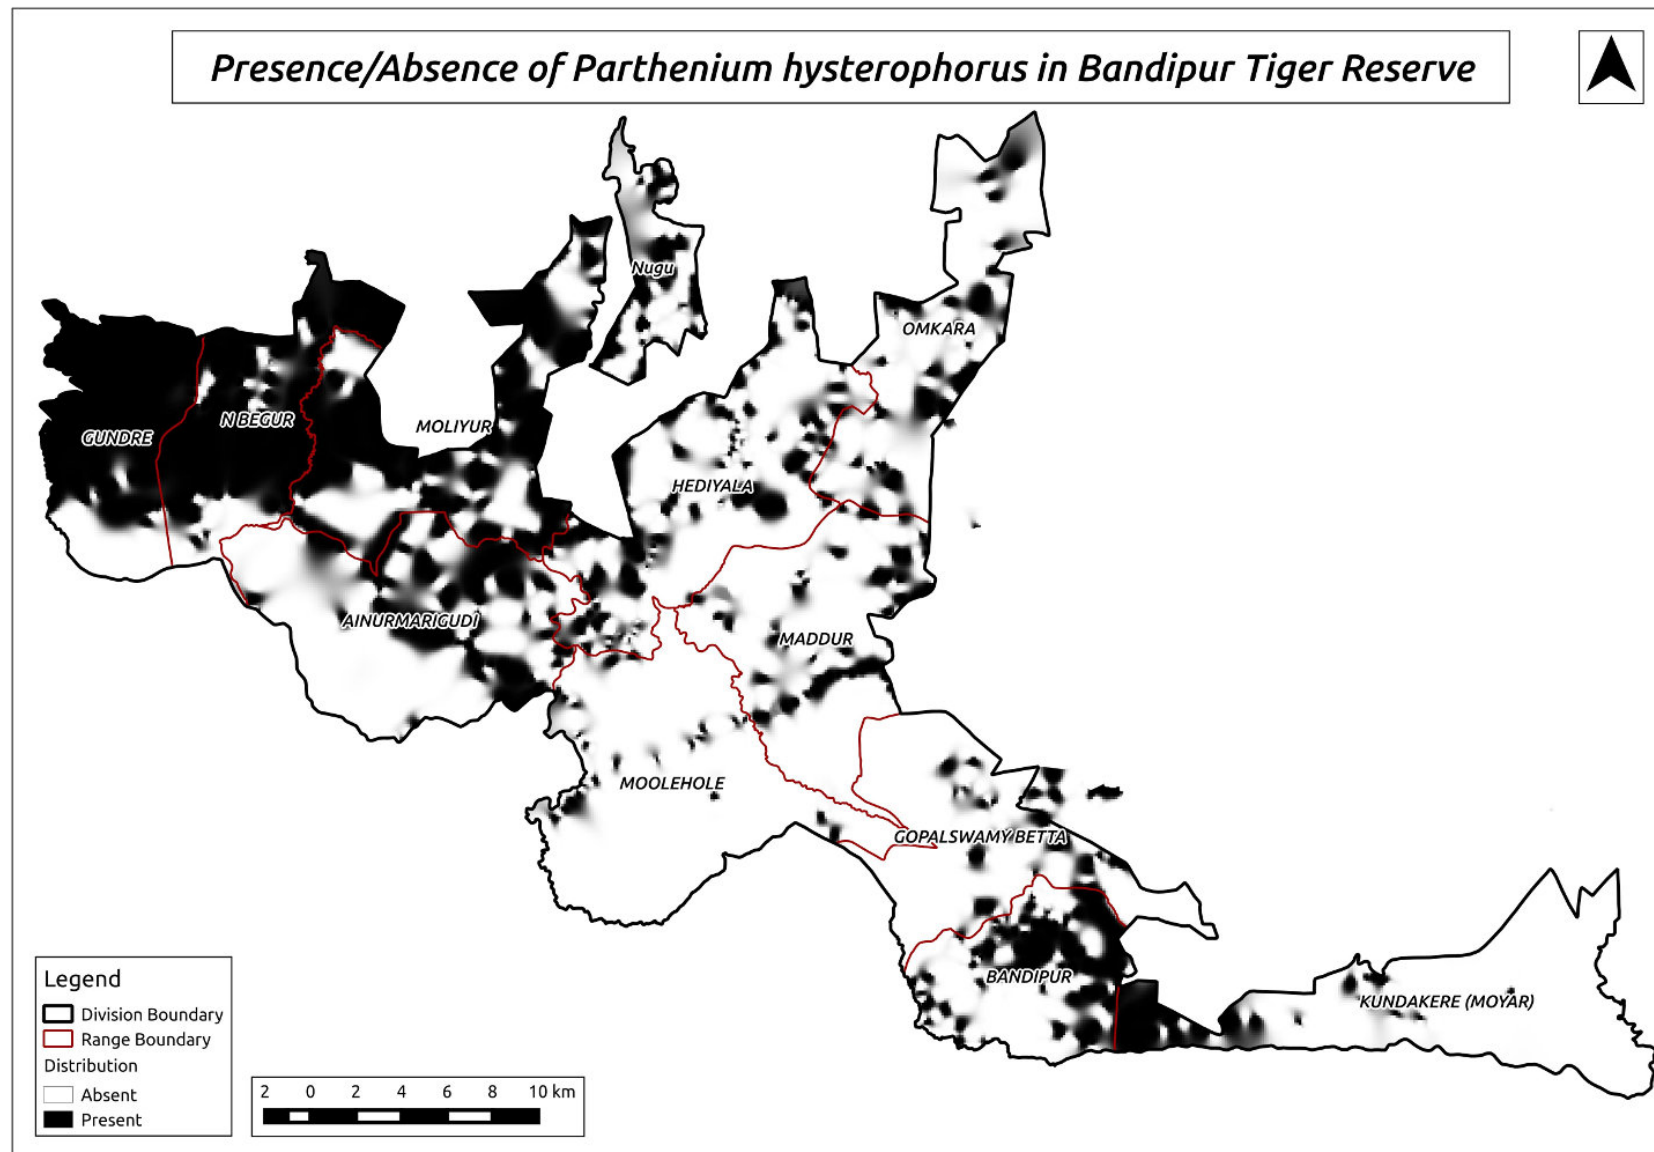 Presence/Absence of Parthenium hysterophorus in Bandipur Tiger Reserve
Nugu
OMKARA
N BEGUR
MOLIYUR
GUNDRE
HEDIYALA
AINURMARIGUDI
MADDUR
MOOLEHOLE
GOPALSWAMY BETTA
BANDIPUR
KUNDAKERE (MOYAR)
Legend
Division Boundary
Range Boundary
Distribution
Absent
Present
2 0 2 4 6 8 10 km